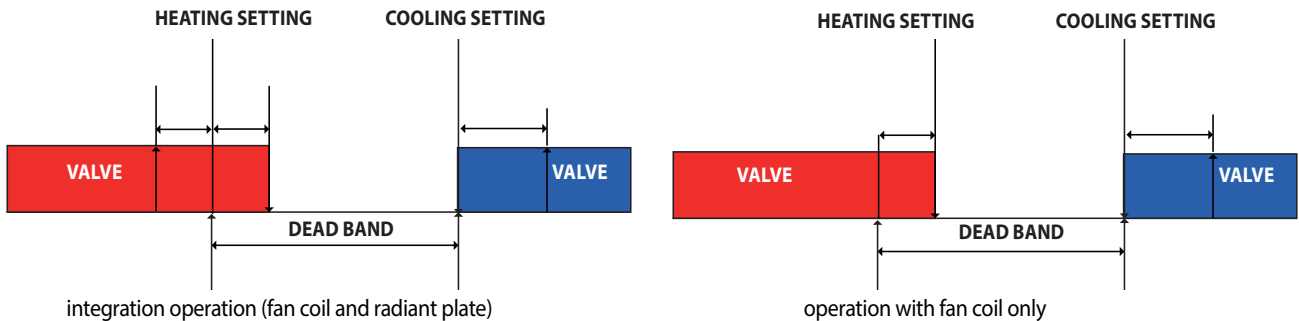 HEATING SETTING
COOLING SETTING
VALVE
VALVE
DEAD BAND
integration operation (fan coil and radiant plate)
HEATING SETTING
COOLING SETTING
VALVE
VALVE
DEAD BAND
operation with fan coil only